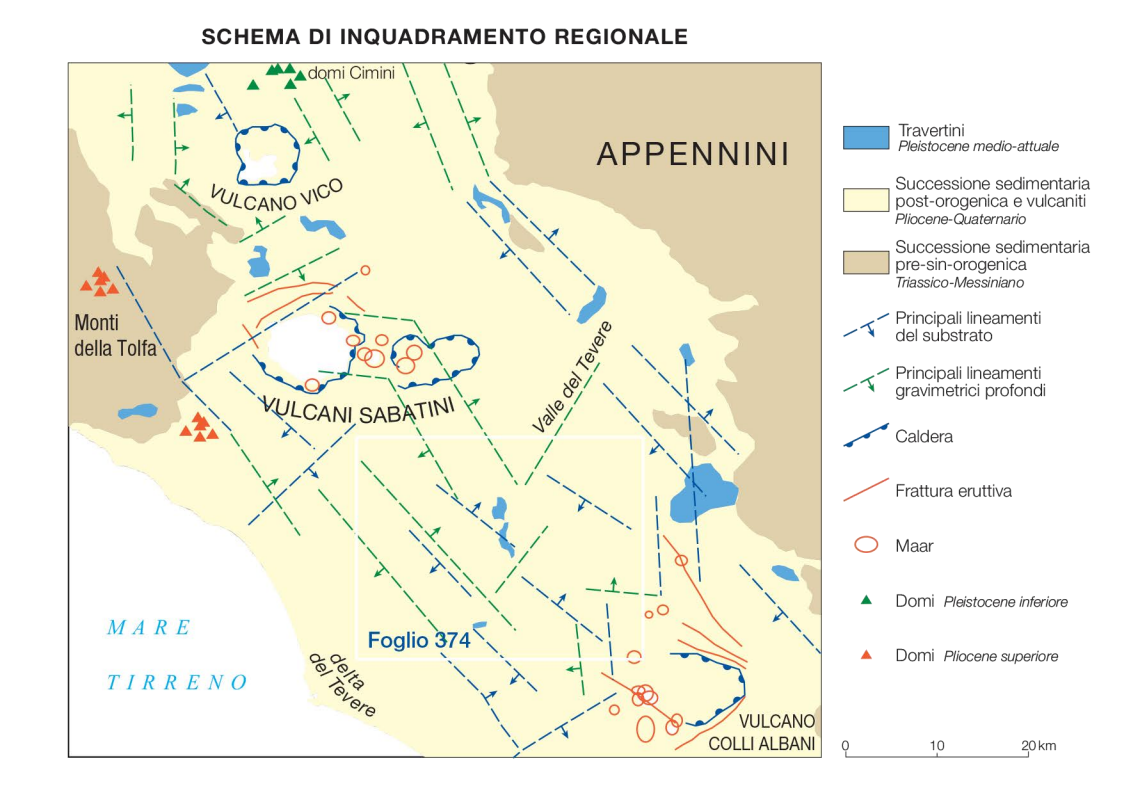 SCHEMA DI INQUADRAMENTO REGIONALE
domi Cimini
APPENNINI
VULCANO VICO
Monti
della Tolfa
VULCANI SABATINI
Valle del Tevere
Foglio 374
MARE
TIRRENO
delta
del Tevere
VULCANO
COLLI ALBANI
Travertini
Pleistocene medio-attuale
Successione sedimentaria
post-orogenica e vulcaniti
Pliocene-Quaternario
Successione sedimentaria
pre-sin-orogenica
Triassico-Messiniano
Principali lineamenti
del substrato
Principali lineamenti
gravimetrici profondi
Caldera
Frattura eruttiva
Maar
Domi Pleistocene inferiore
Domi Pliocene superiore
0 10 20 km